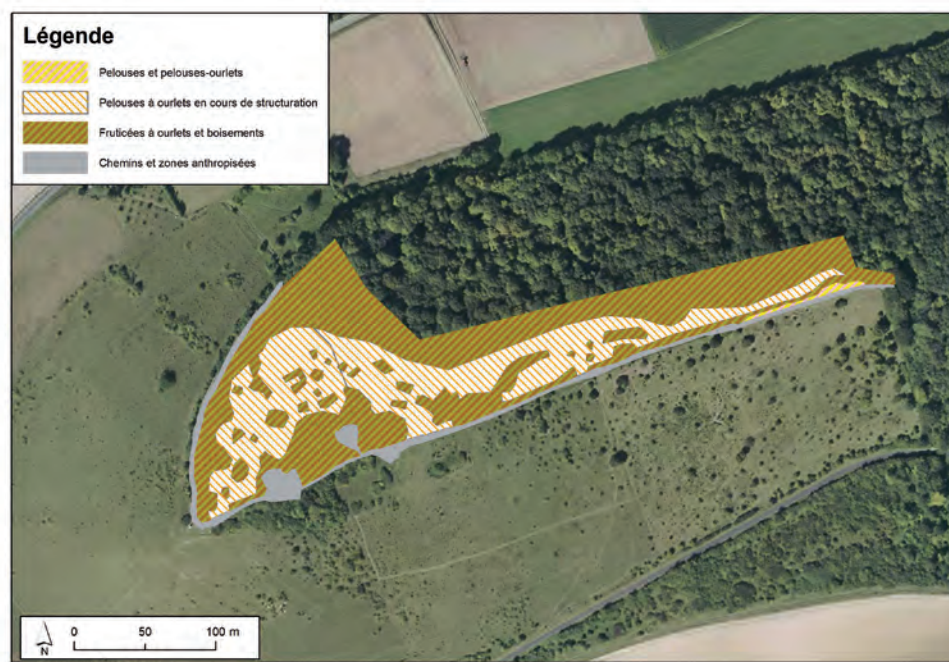 Légende
Pelouses et pelouses-ourlets
Pelouses à ourlets en cours de structuration
Fruticées à ourlets et boisements
Chemins et zones anthropisées
N 0 50 100 m